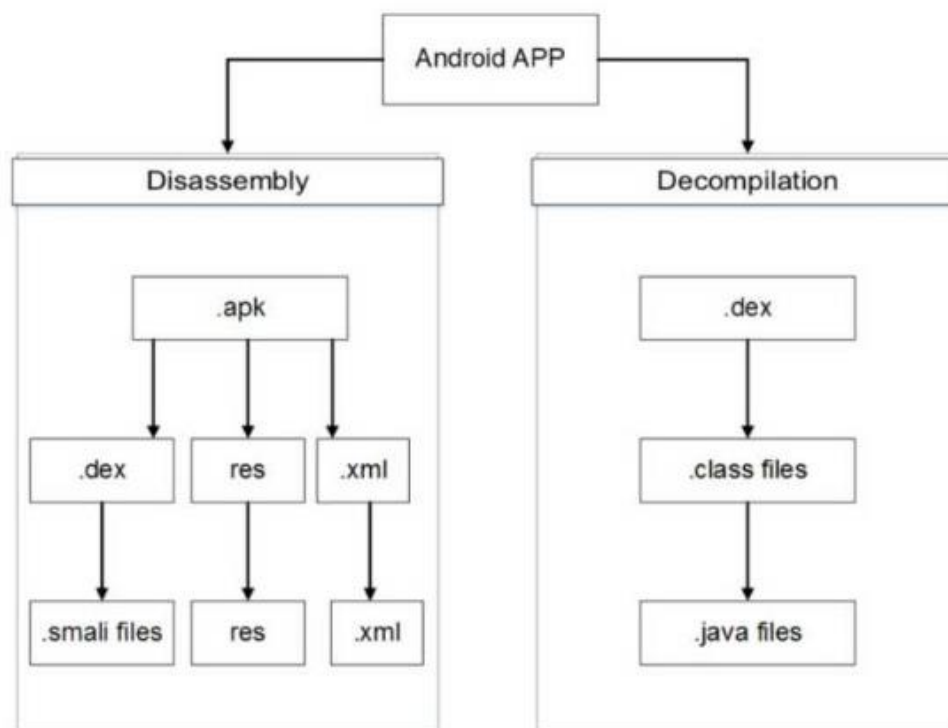 Android APP
Disassembly
Decompilation
.apk
.dex
.dex
res
.xml
.class files
.smali files
res
.xml
.java files